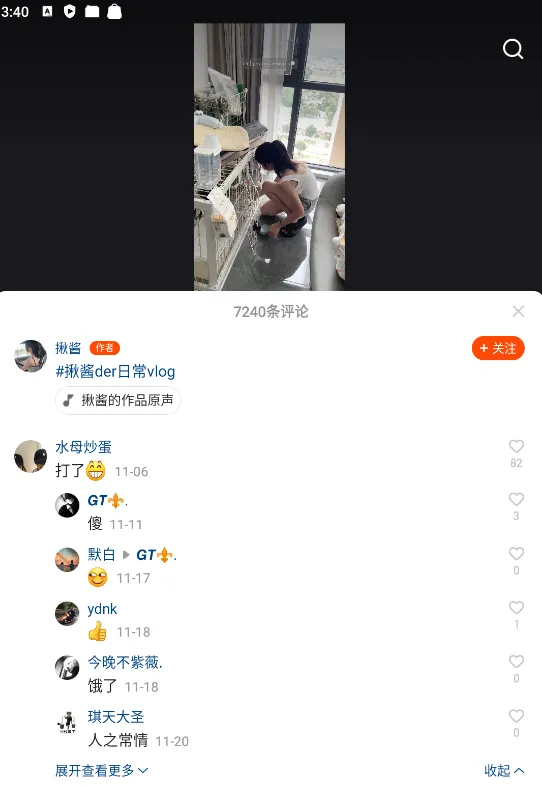 3:40
A
7240条评论
揪酱 作者
+ 关注
#揪酱der日常vlog
揪酱的作品原声
水母炒蛋
打了😁 11-06
82
GT⚜.
傻 11-11
3
默白 ▶ GT⚜.
😏 11-17
0
ydnk
👍 11-18
1
今晚不紫薇.
饿了 11-18
0
琪天大圣
人之常情 11-20
0
展开查看更多
收起